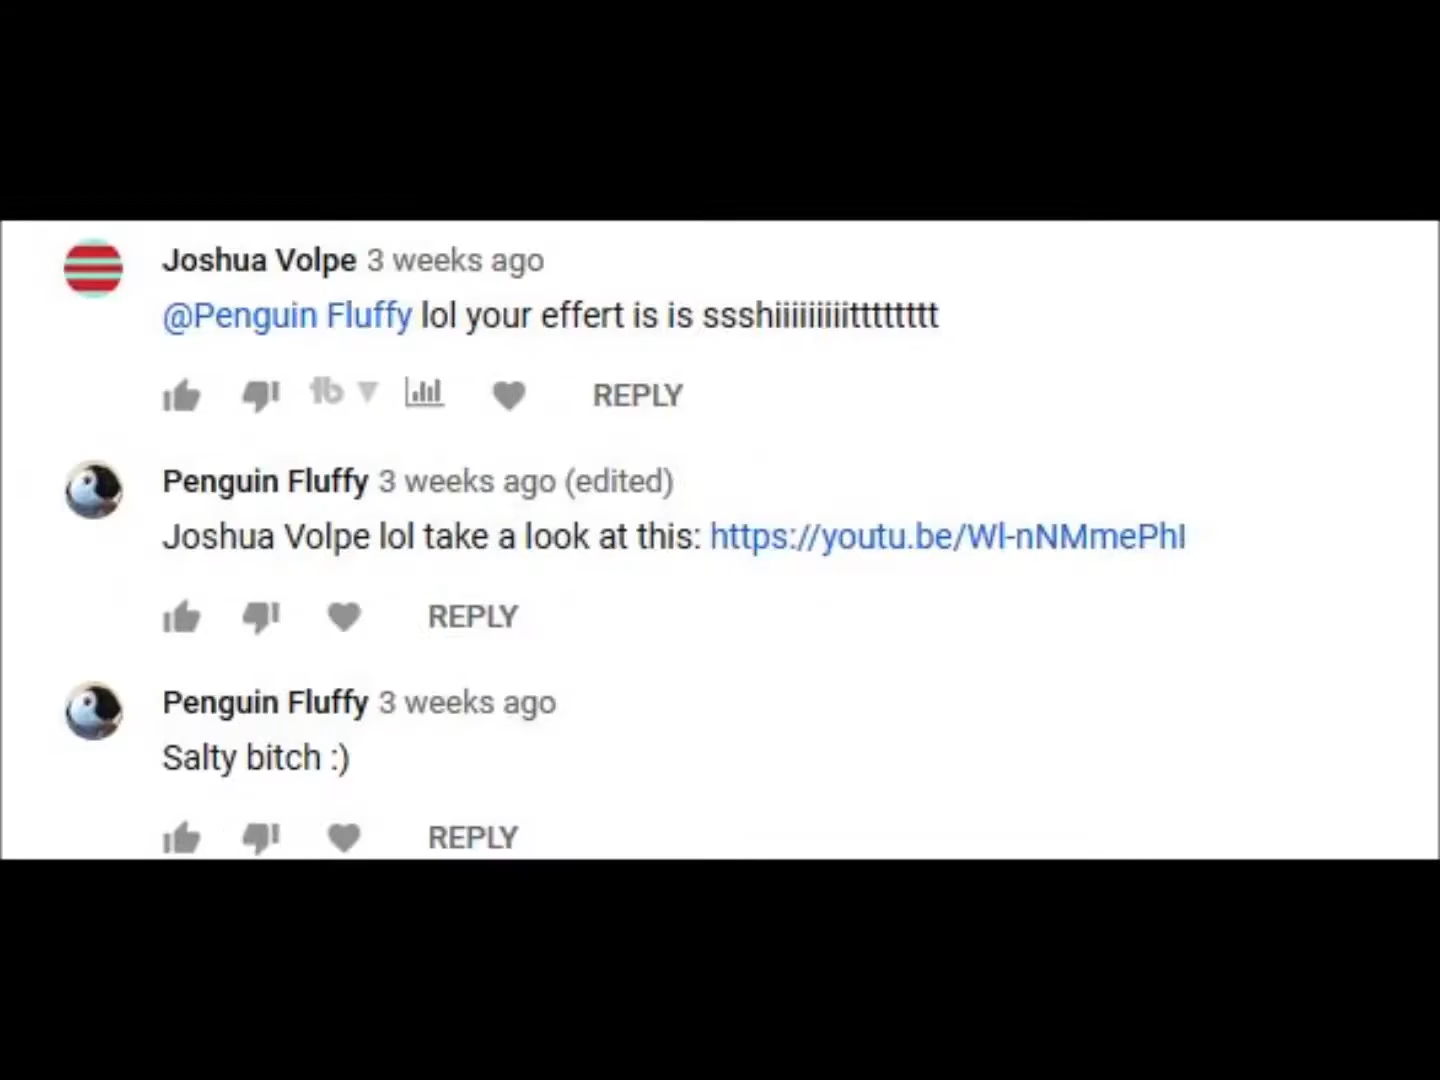 Joshua Volpe 3 weeks ago
@Penguin Fluffy lol your effert is is ssshiiiiiiiiitttttttt
REPLY
Penguin Fluffy 3 weeks ago (edited)
Joshua Volpe lol take a look at this: https://youtu.be/Wl-nNMmePhI
REPLY
Penguin Fluffy 3 weeks ago
Salty bitch :)
REPLY